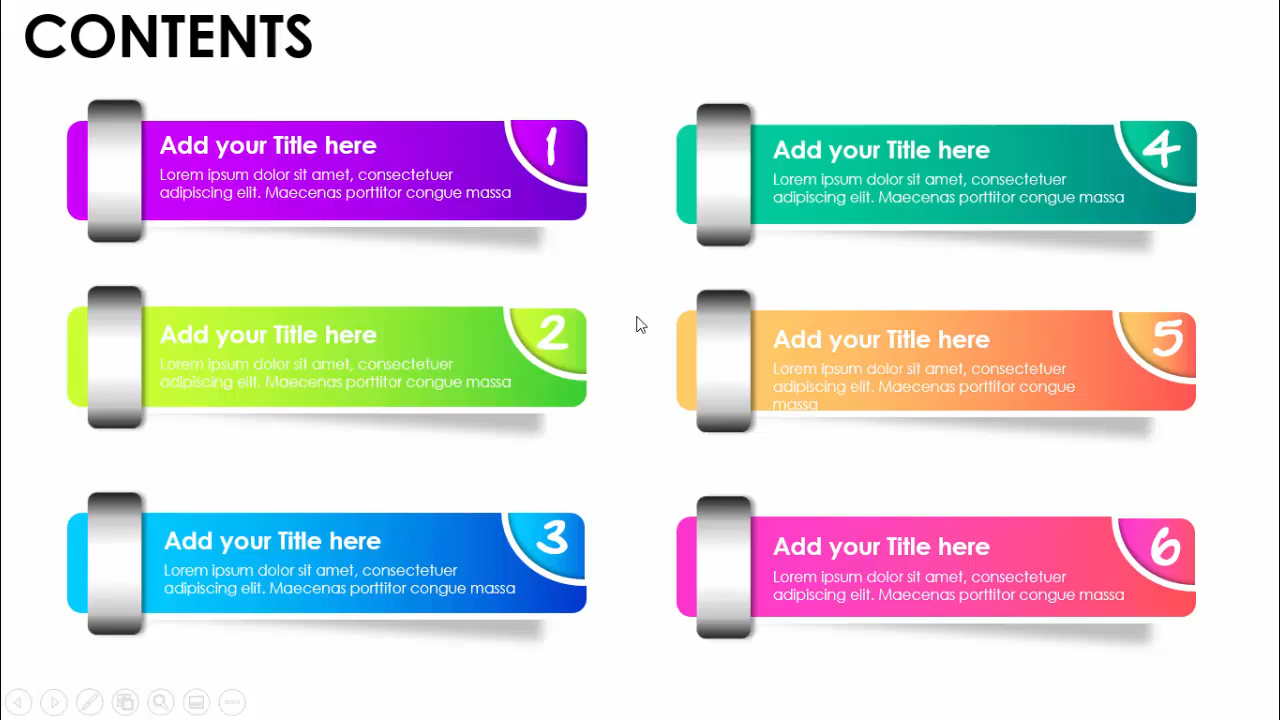 CONTENTS
Add your Title here
1
Lorem ipsum dolor sit amet, consectetuer
adipiscing elit. Maecenas porttitor congue massa
Add your Title here
2
Lorem ipsum dolor sit amet, consectetuer
adipiscing elit. Maecenas porttitor congue massa
Add your Title here
3
Lorem ipsum dolor sit amet, consectetuer
adipiscing elit. Maecenas porttitor congue massa
Add your Title here
4
Lorem ipsum dolor sit amet, consectetuer
adipiscing elit. Maecenas porttitor congue massa
Add your Title here
5
Lorem ipsum dolor sit amet, consectetuer
adipiscing elit. Maecenas porttitor congue
massa
Add your Title here
6
Lorem ipsum dolor sit amet, consectetuer
adipiscing elit. Maecenas porttitor congue massa